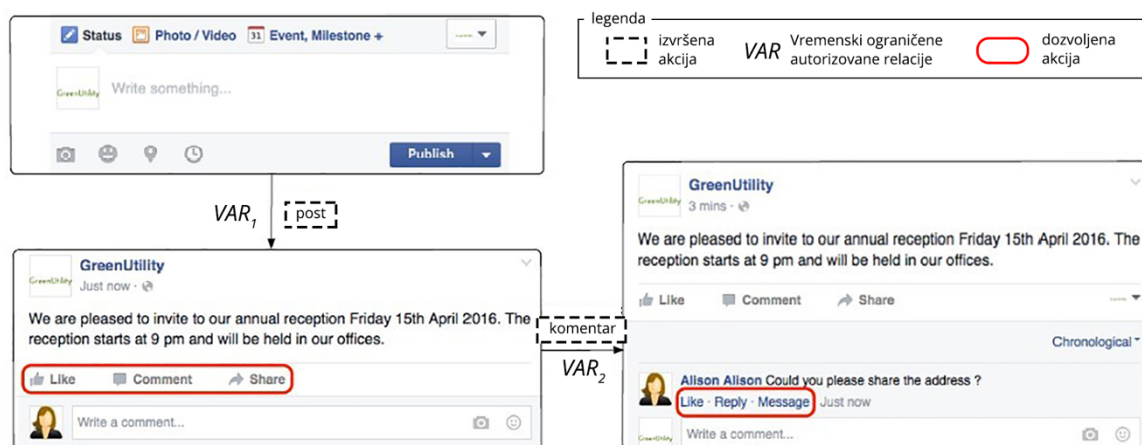 Status Photo / Video 31 Event, Milestone +
GreenUtility Write something...
Publish
legenda
izvršena akcija
VAR Vremenski ograničene autorizovane relacije
dozvoljena akcija
VAR1 post
GreenUtility
GreenUtility
Just now
We are pleased to invite to our annual reception Friday 15th April 2016. The
reception starts at 9 pm and will be held in our offices.
Like Comment Share
Write a comment...
komentar
VAR2
GreenUtility
GreenUtility
3 mins
We are pleased to invite to our annual reception Friday 15th April 2016. The
reception starts at 9 pm and will be held in our offices.
Like Comment Share
Chronological
Alison Alison Could you please share the address ?
Like · Reply · Message Just now
GreenUtility Write a comment...